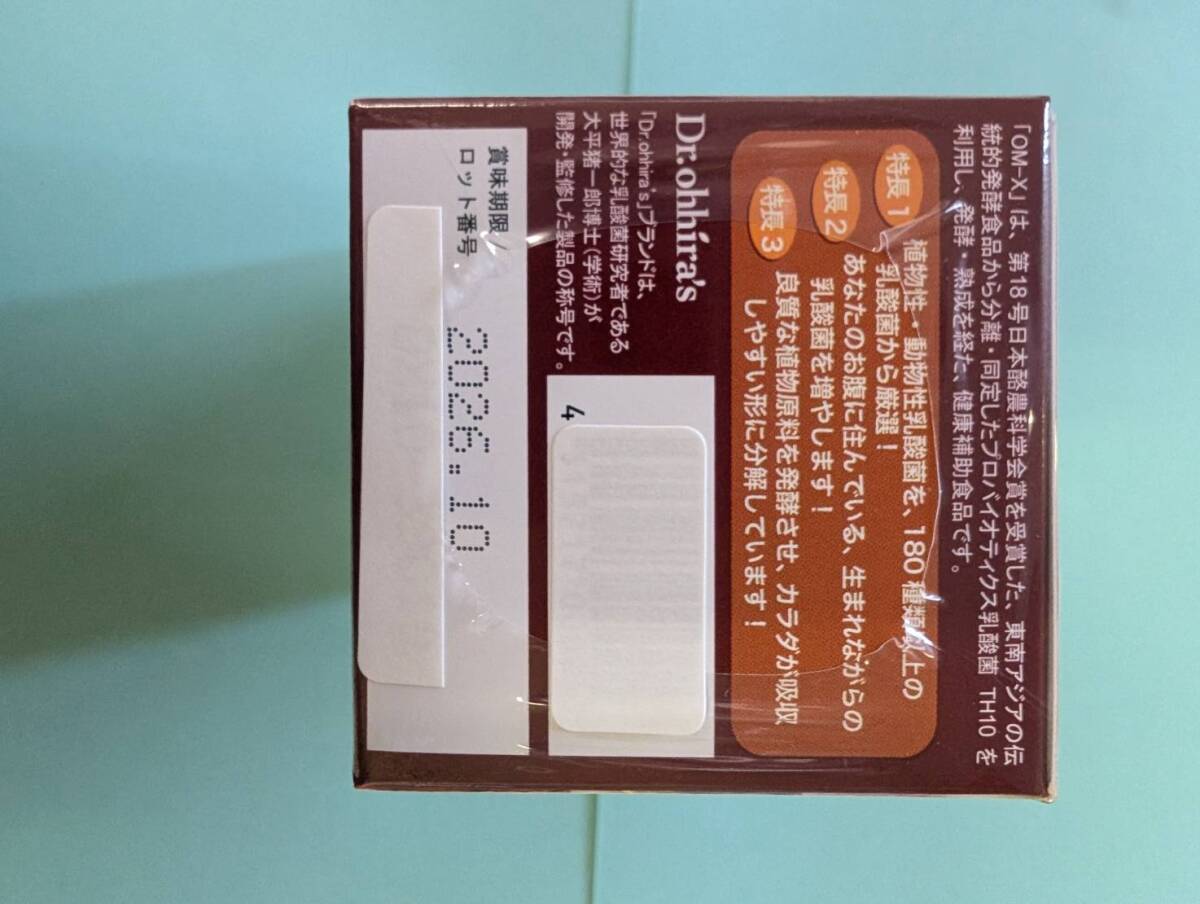 「OM-X」は、第18号日本酪農科学会賞を受賞した、東南アジアの伝
統的発酵食品から分離・同定したプロバイオティクス乳酸菌 TH10 を
利用し、発酵・熟成を経た、健康補助食品です。
特長1 植物性・動物性乳酸菌を、180種類以上の
乳酸菌から厳選！
特長2 あなたのお腹に住んでいる、生まれながらの
乳酸菌を増やします！
特長3 良質な植物原料を発酵させ、カラダが吸収
しやすい形に分解しています！
Dr.ohhira's
「Dr.ohhira's」ブランドは、
世界的な乳酸菌研究者である
大平猪一郎博士（学術）が
開発・監修した製品の称号です。
4
賞味期限/
ロット番号
2026.10